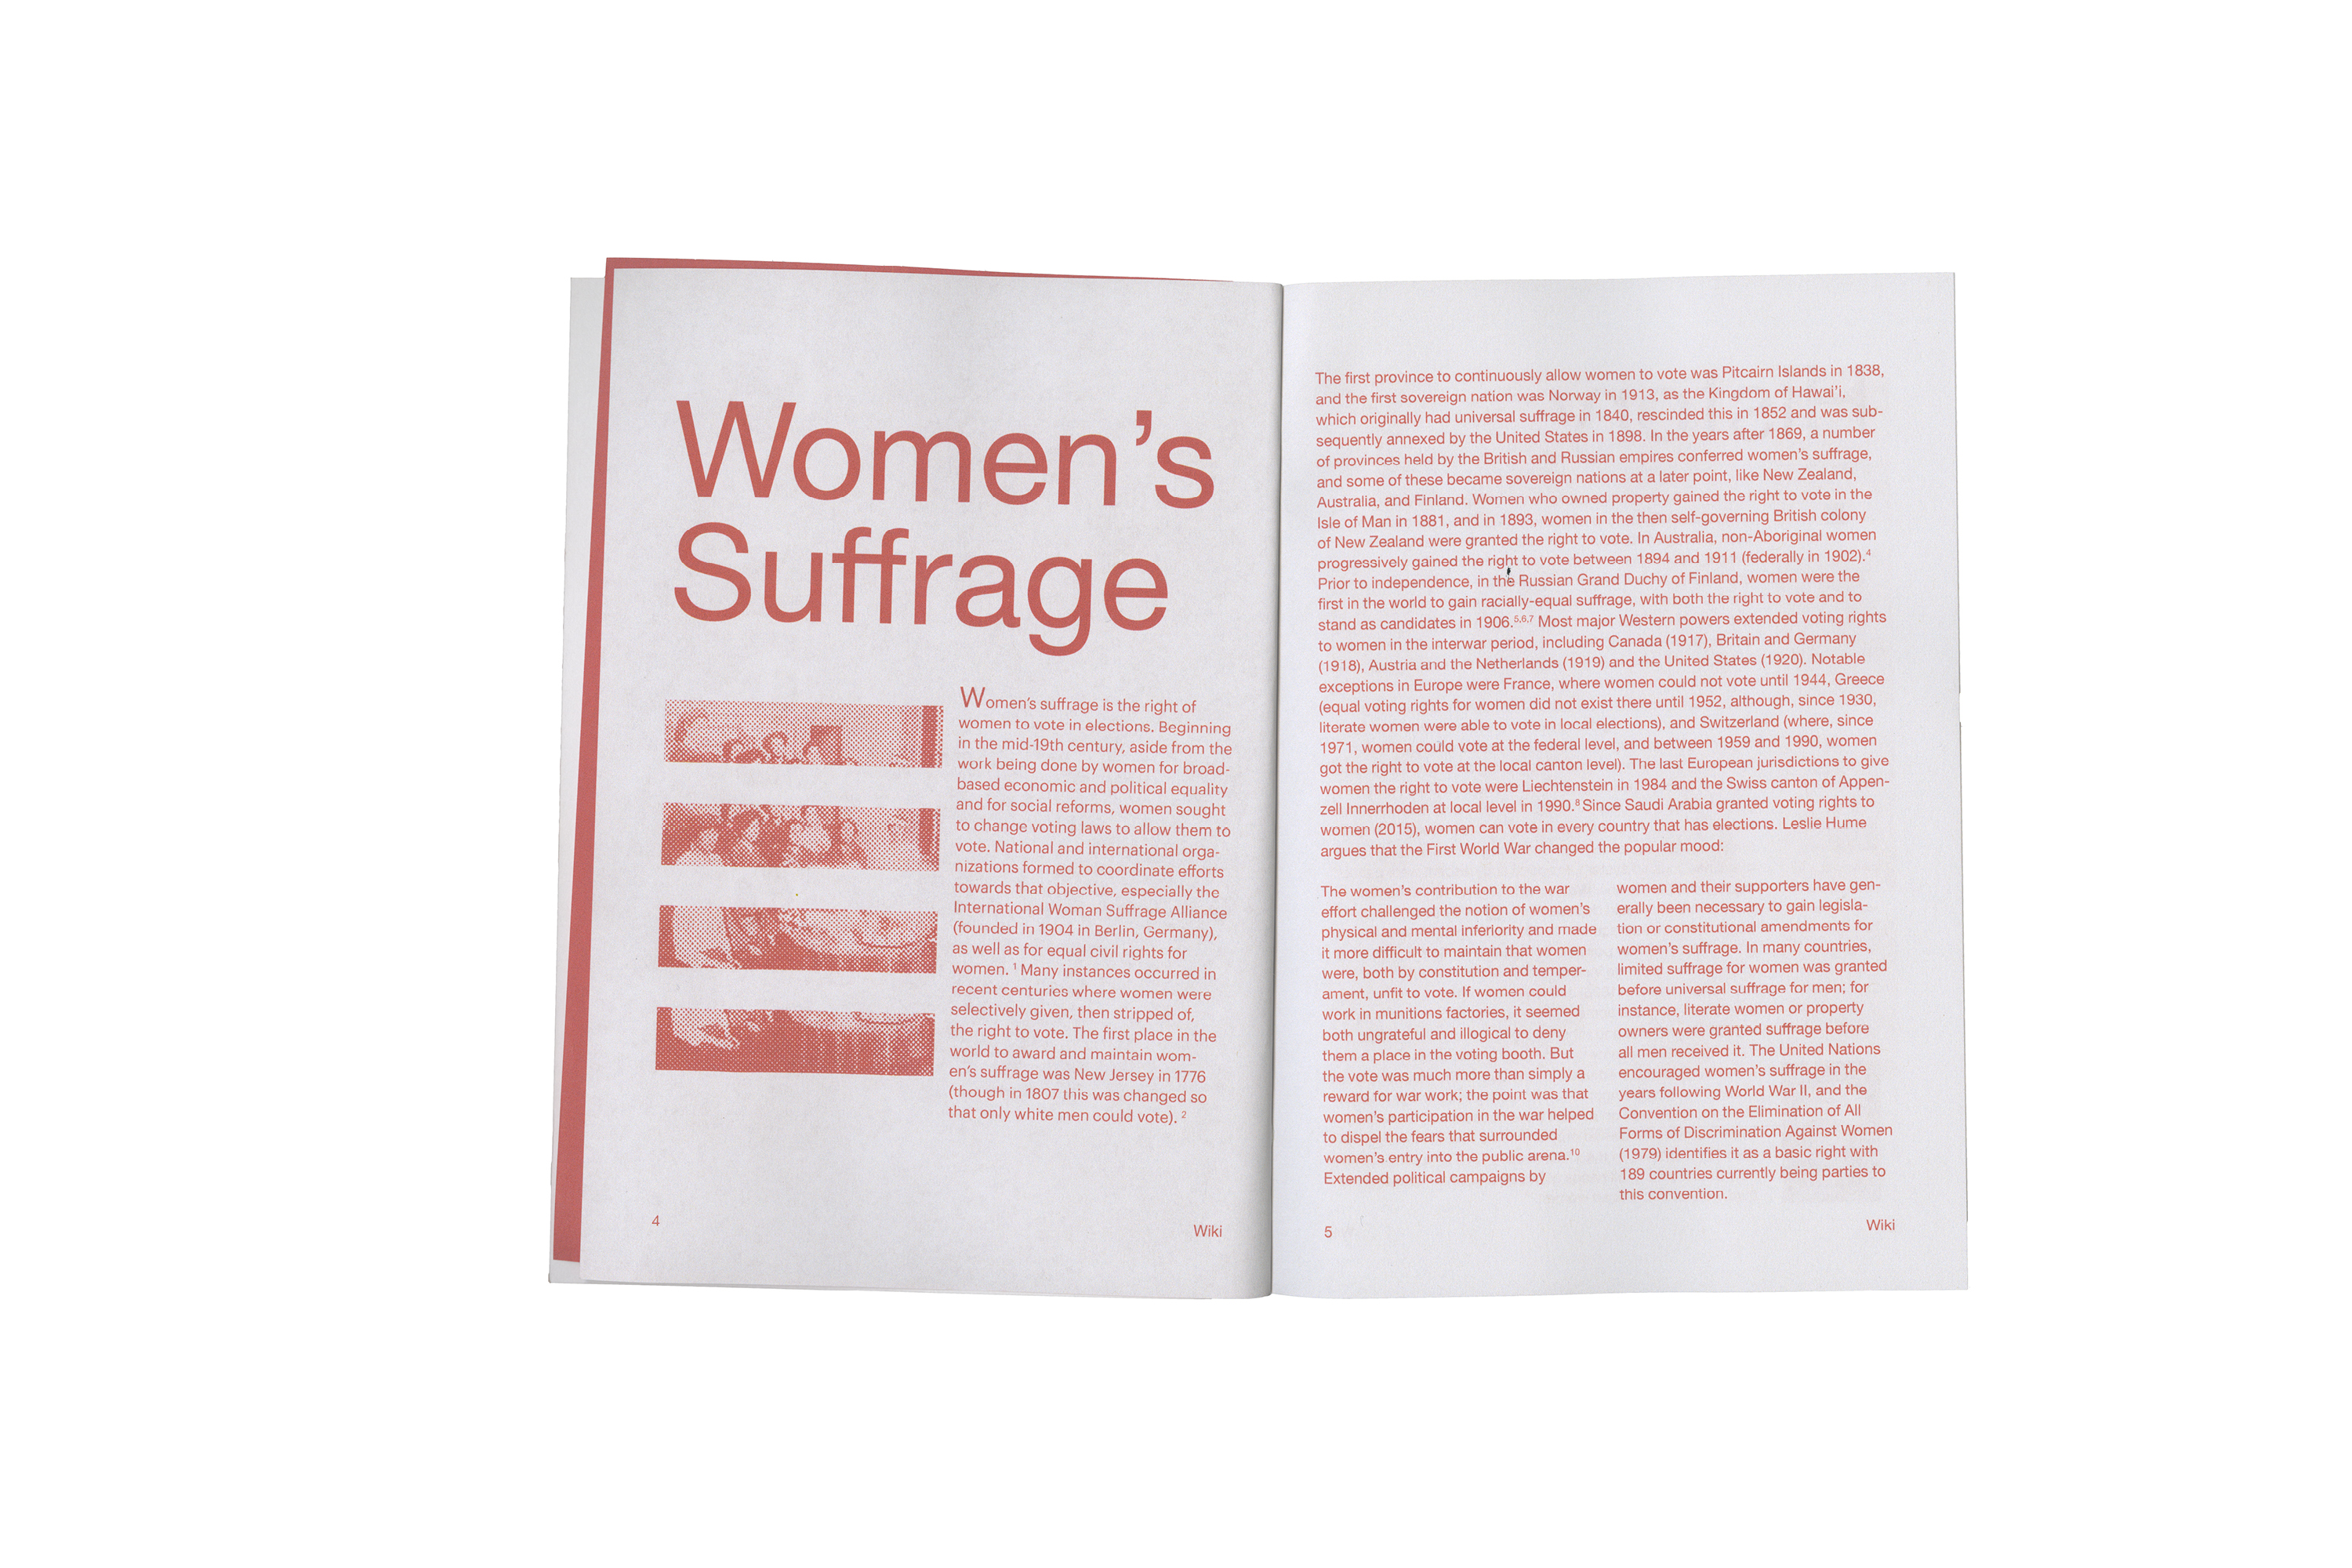 Women’s
Suffrage
Women’s suffrage is the right of
women to vote in elections. Beginning
in the mid-19th century, aside from the
work being done by women for broad-
based economic and political equality
and for social reforms, women sought
to change voting laws to allow them to
vote. National and international orga-
nizations formed to coordinate efforts
towards that objective, especially the
International Woman Suffrage Alliance
(founded in 1904 in Berlin, Germany),
as well as for equal civil rights for
women. ¹ Many instances occurred in
recent centuries where women were
selectively given, then stripped of,
the right to vote. The first place in the
world to award and maintain wom-
en’s suffrage was New Jersey in 1776
(though in 1807 this was changed so
that only white men could vote). ²
4
Wiki
The first province to continuously allow women to vote was Pitcairn Islands in 1838,
and the first sovereign nation was Norway in 1913, as the Kingdom of Hawai’i,
which originally had universal suffrage in 1840, rescinded this in 1852 and was sub-
sequently annexed by the United States in 1898. In the years after 1869, a number
of provinces held by the British and Russian empires conferred women’s suffrage,
and some of these became sovereign nations at a later point, like New Zealand,
Australia, and Finland. Women who owned property gained the right to vote in the
Isle of Man in 1881, and in 1893, women in the then self-governing British colony
of New Zealand were granted the right to vote. In Australia, non-Aboriginal women
progressively gained the right to vote between 1894 and 1911 (federally in 1902).⁴
Prior to independence, in the Russian Grand Duchy of Finland, women were the
first in the world to gain racially-equal suffrage, with both the right to vote and to
stand as candidates in 1906.⁵,⁶,⁷ Most major Western powers extended voting rights
to women in the interwar period, including Canada (1917), Britain and Germany
(1918), Austria and the Netherlands (1919) and the United States (1920). Notable
exceptions in Europe were France, where women could not vote until 1944, Greece
(equal voting rights for women did not exist there until 1952, although, since 1930,
literate women were able to vote in local elections), and Switzerland (where, since
1971, women could vote at the federal level, and between 1959 and 1990, women
got the right to vote at the local canton level). The last European jurisdictions to give
women the right to vote were Liechtenstein in 1984 and the Swiss canton of Appen-
zell Innerrhoden at local level in 1990.⁸ Since Saudi Arabia granted voting rights to
women (2015), women can vote in every country that has elections. Leslie Hume
argues that the First World War changed the popular mood:
The women’s contribution to the war
effort challenged the notion of women’s
physical and mental inferiority and made
it more difficult to maintain that women
were, both by constitution and temper-
ament, unfit to vote. If women could
work in munitions factories, it seemed
both ungrateful and illogical to deny
them a place in the voting booth. But
the vote was much more than simply a
reward for war work; the point was that
women’s participation in the war helped
to dispel the fears that surrounded
women’s entry into the public arena.¹⁰
Extended political campaigns by
women and their supporters have gen-
erally been necessary to gain legisla-
tion or constitutional amendments for
women’s suffrage. In many countries,
limited suffrage for women was granted
before universal suffrage for men; for
instance, literate women or property
owners were granted suffrage before
all men received it. The United Nations
encouraged women’s suffrage in the
years following World War II, and the
Convention on the Elimination of All
Forms of Discrimination Against Women
(1979) identifies it as a basic right with
189 countries currently being parties to
this convention.
5
Wiki